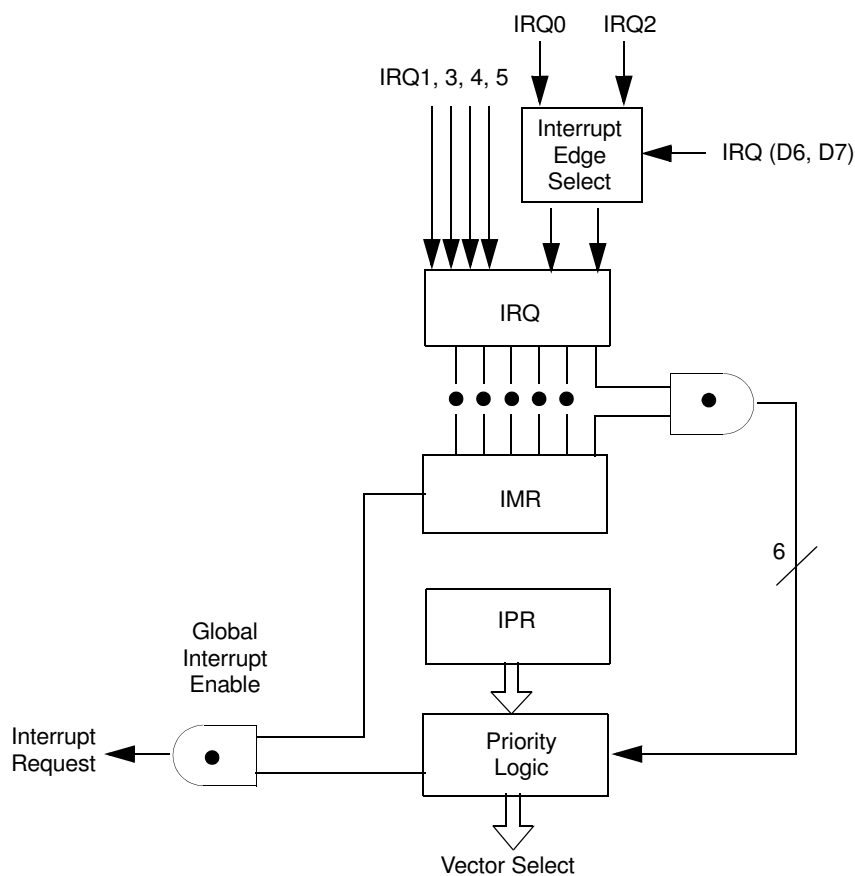 IRQ0
IRQ2
IRQ1, 3, 4, 5
Interrupt
Edge
Select
IRQ (D6, D7)
IRQ
IMR
6
IPR
Global
Interrupt
Enable
Interrupt
Request
Priority
Logic
Vector Select